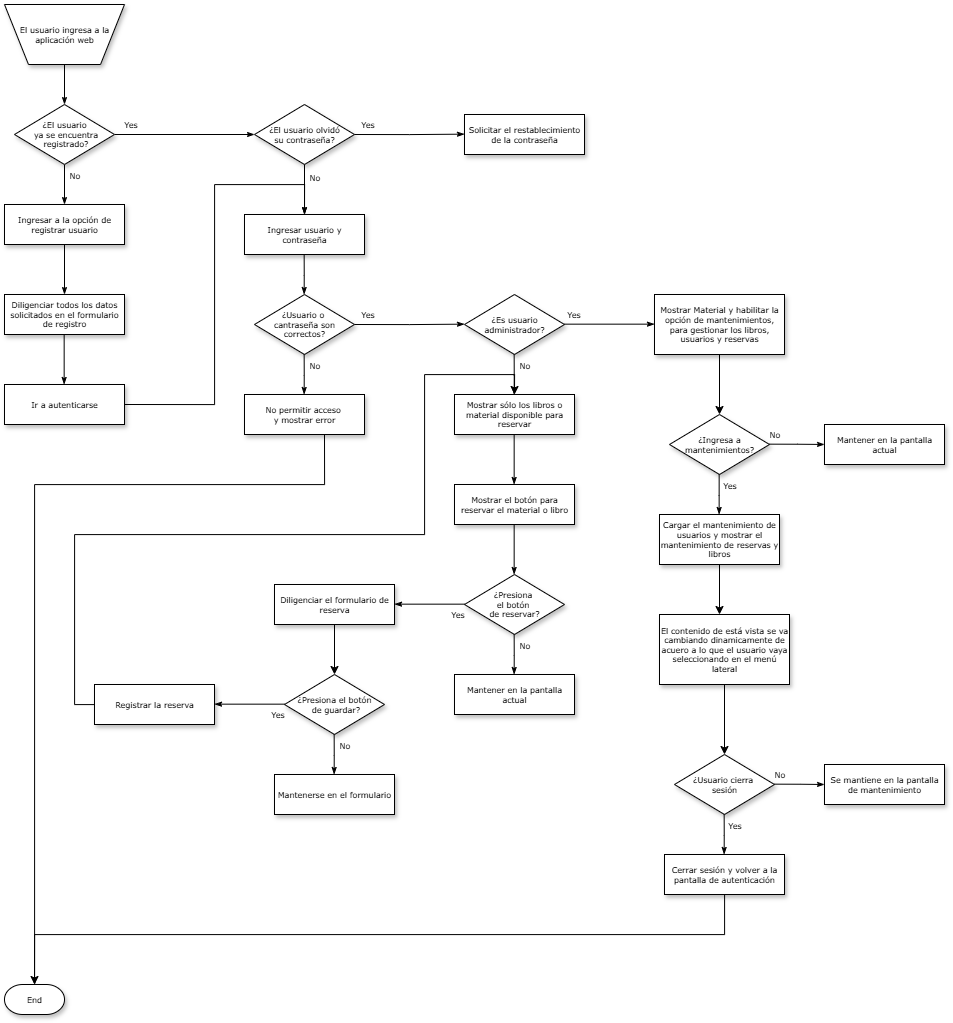 El usuario ingresa a la
aplicación web
¿El usuario
ya se encuentra
registrado?
Yes
No
¿El usuario olvidó
su contraseña?
Yes
No
Solicitar el restablecimiento
de la contraseña
Ingresar a la opción de
registrar usuario
Ingresar usuario y
contraseña
Diligenciar todos los datos
solicitados en el formulario
de registro
¿Usuario o
cantraseña son
correctos?
Yes
No
¿Es usuario
administrador?
Yes
No
Mostrar Material y habilitar la
opción de mantenimientos,
para gestionar los libros,
usuarios y reservas
Ir a autenticarse
No permitir acceso
y mostrar error
Mostrar sólo los libros o
material disponible para
reservar
¿Ingresa a
mantenimientos?
No
Yes
Mantener en la pantalla
actual
Mostrar el botón para
reservar el material o libro
Cargar el mantenimiento de
usuarios y mostrar el
mantenimiento de reservas y
libros
Diligenciar el formulario de
reserva
Yes
¿Presiona
el botón
de reservar?
No
El contenido de está vista se va
cambiando dinamicamente de
acuero a lo que el usuario vaya
seleccionando en el menú
lateral
Registrar la reserva
Yes
¿Presiona el botón
de guardar?
No
Mantener en la pantalla
actual
Mantenerse en el formulario
¿Usuario cierra
sesión
No
Yes
Se mantiene en la pantalla
de mantenimiento
Cerrar sesión y volver a la
pantalla de autenticación
End